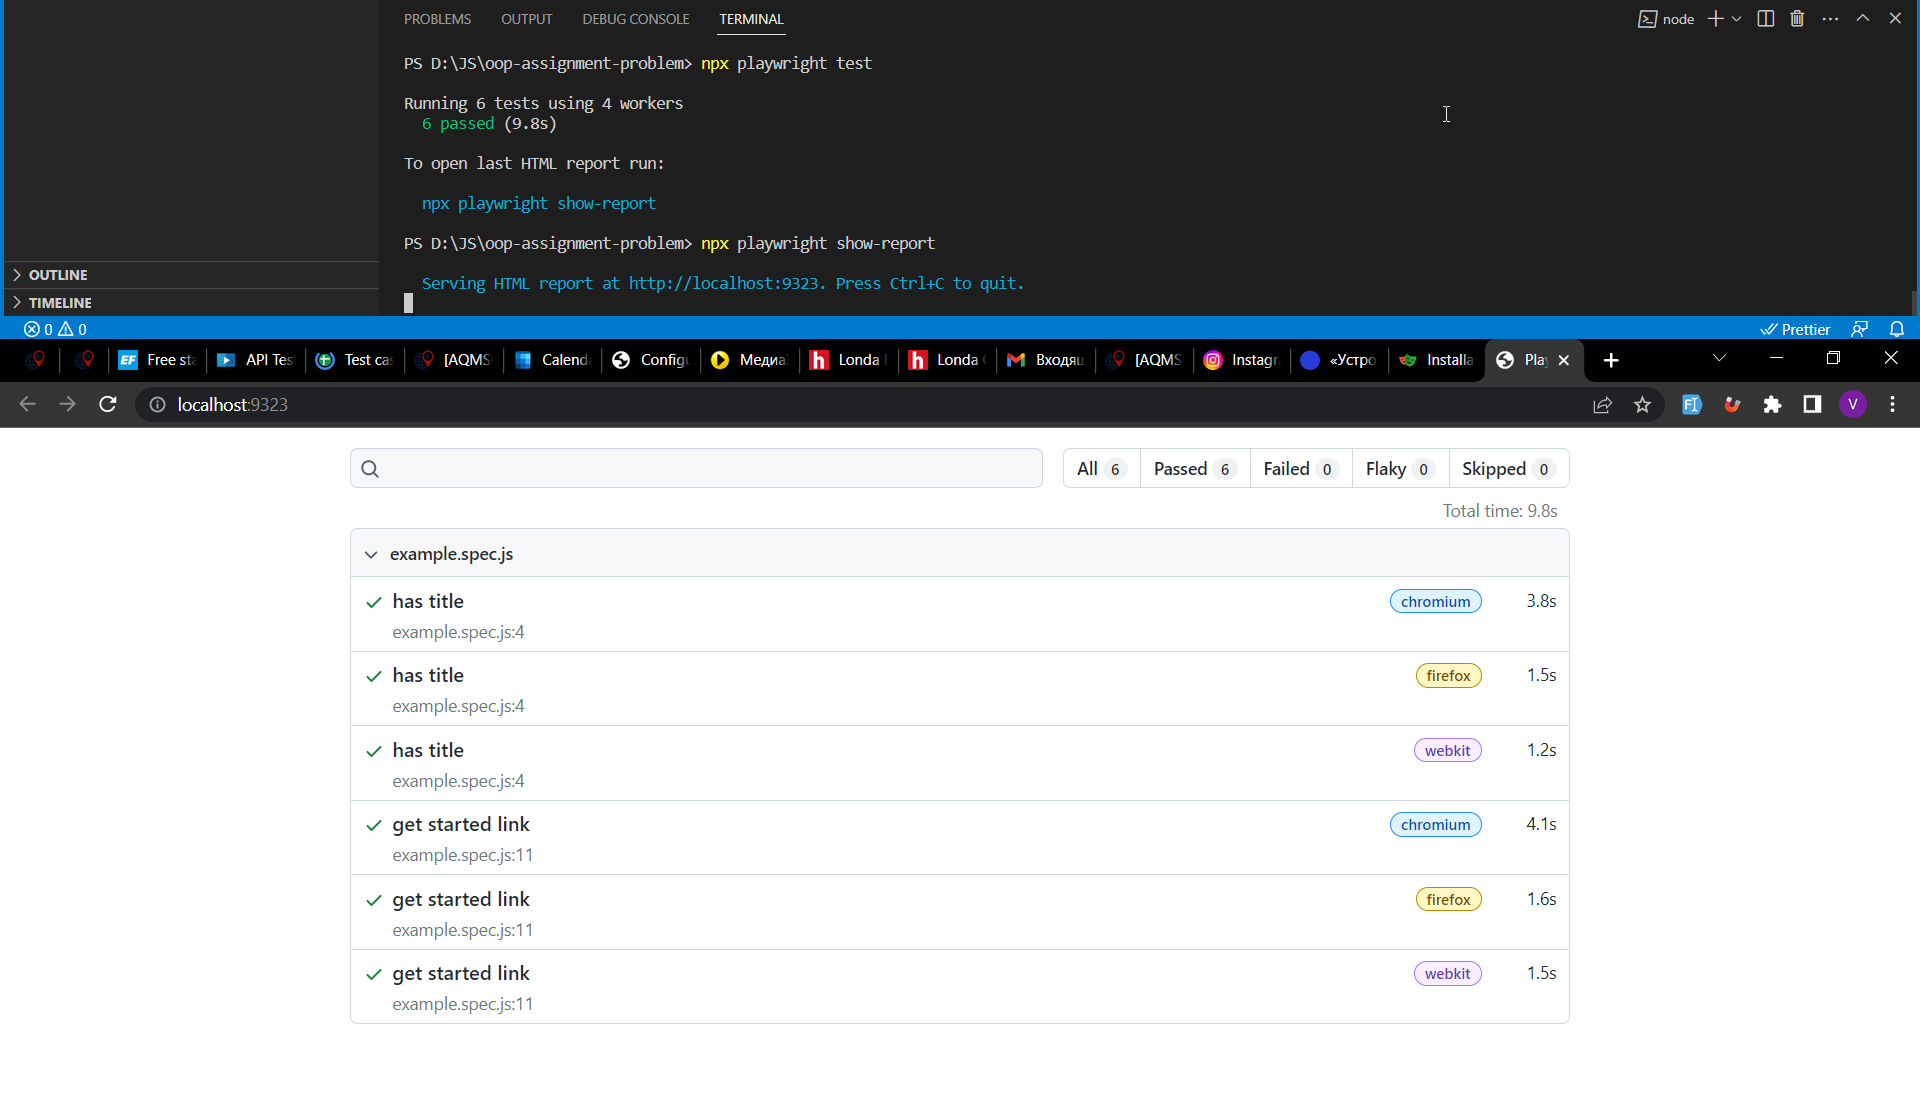 PROBLEMS OUTPUT DEBUG CONSOLE TERMINAL node
PS D:\JS\oop-assignment-problem> npx playwright test
Running 6 tests using 4 workers
6 passed (9.8s)
To open last HTML report run:
npx playwright show-report
PS D:\JS\oop-assignment-problem> npx playwright show-report
Serving HTML report at http://localhost:9323. Press Ctrl+C to quit.
OUTLINE
TIMELINE
0 0 Prettier
EF Free sta API Tes Test cas [AQMS Calend Config Медиа h Londa h Londa Входящ [AQMS Instagr «Устро Installa Play
localhost:9323 V
All 6 Passed 6 Failed 0 Flaky 0 Skipped 0
Total time: 9.8s
example.spec.js
has title chromium 3.8s
example.spec.js:4
has title firefox 1.5s
example.spec.js:4
has title webkit 1.2s
example.spec.js:4
get started link chromium 4.1s
example.spec.js:11
get started link firefox 1.6s
example.spec.js:11
get started link webkit 1.5s
example.spec.js:11